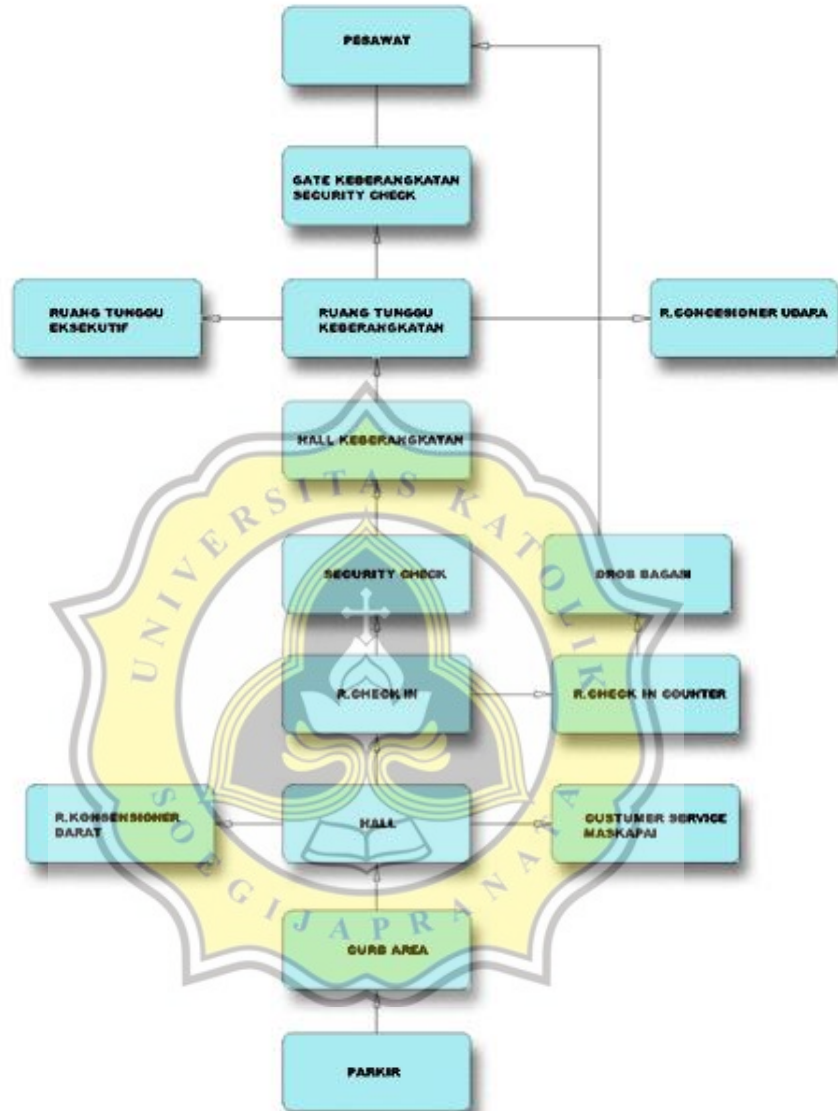 PESAWAT
GATE KEBERANGKATAN
SECURITY CHECK
RUANG TUNGGU
EKSEKUTIF
RUANG TUNGGU
KEBERANGKATAN
R.CONCESIONER UDARA
HALL KEBERANGKATAN
SECURITY CHECK
DROB BAGASI
R.CHECK IN
R.CHECK IN COUNTER
R.KONSENSIONER
DARAT
HALL
CUSTUMER SERVICE
MASKAPAI
CURB AREA
PARKIR
UNIVERSITAS KATOLIK
SOEGIJAPRANATA